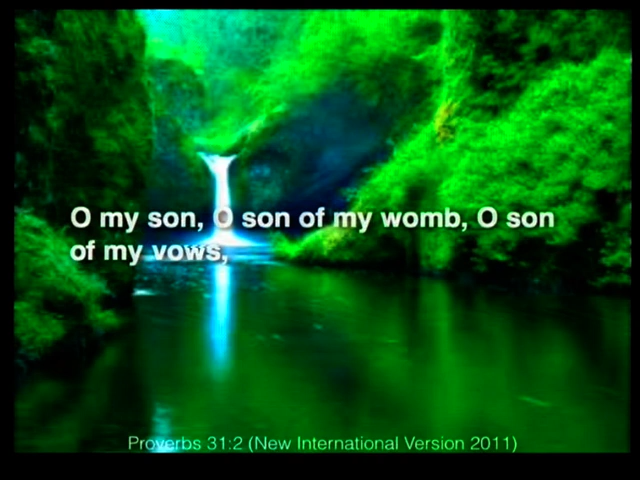 O my son, O son of my womb, O son
of my vows,
Proverbs 31:2 (New International Version 2011)